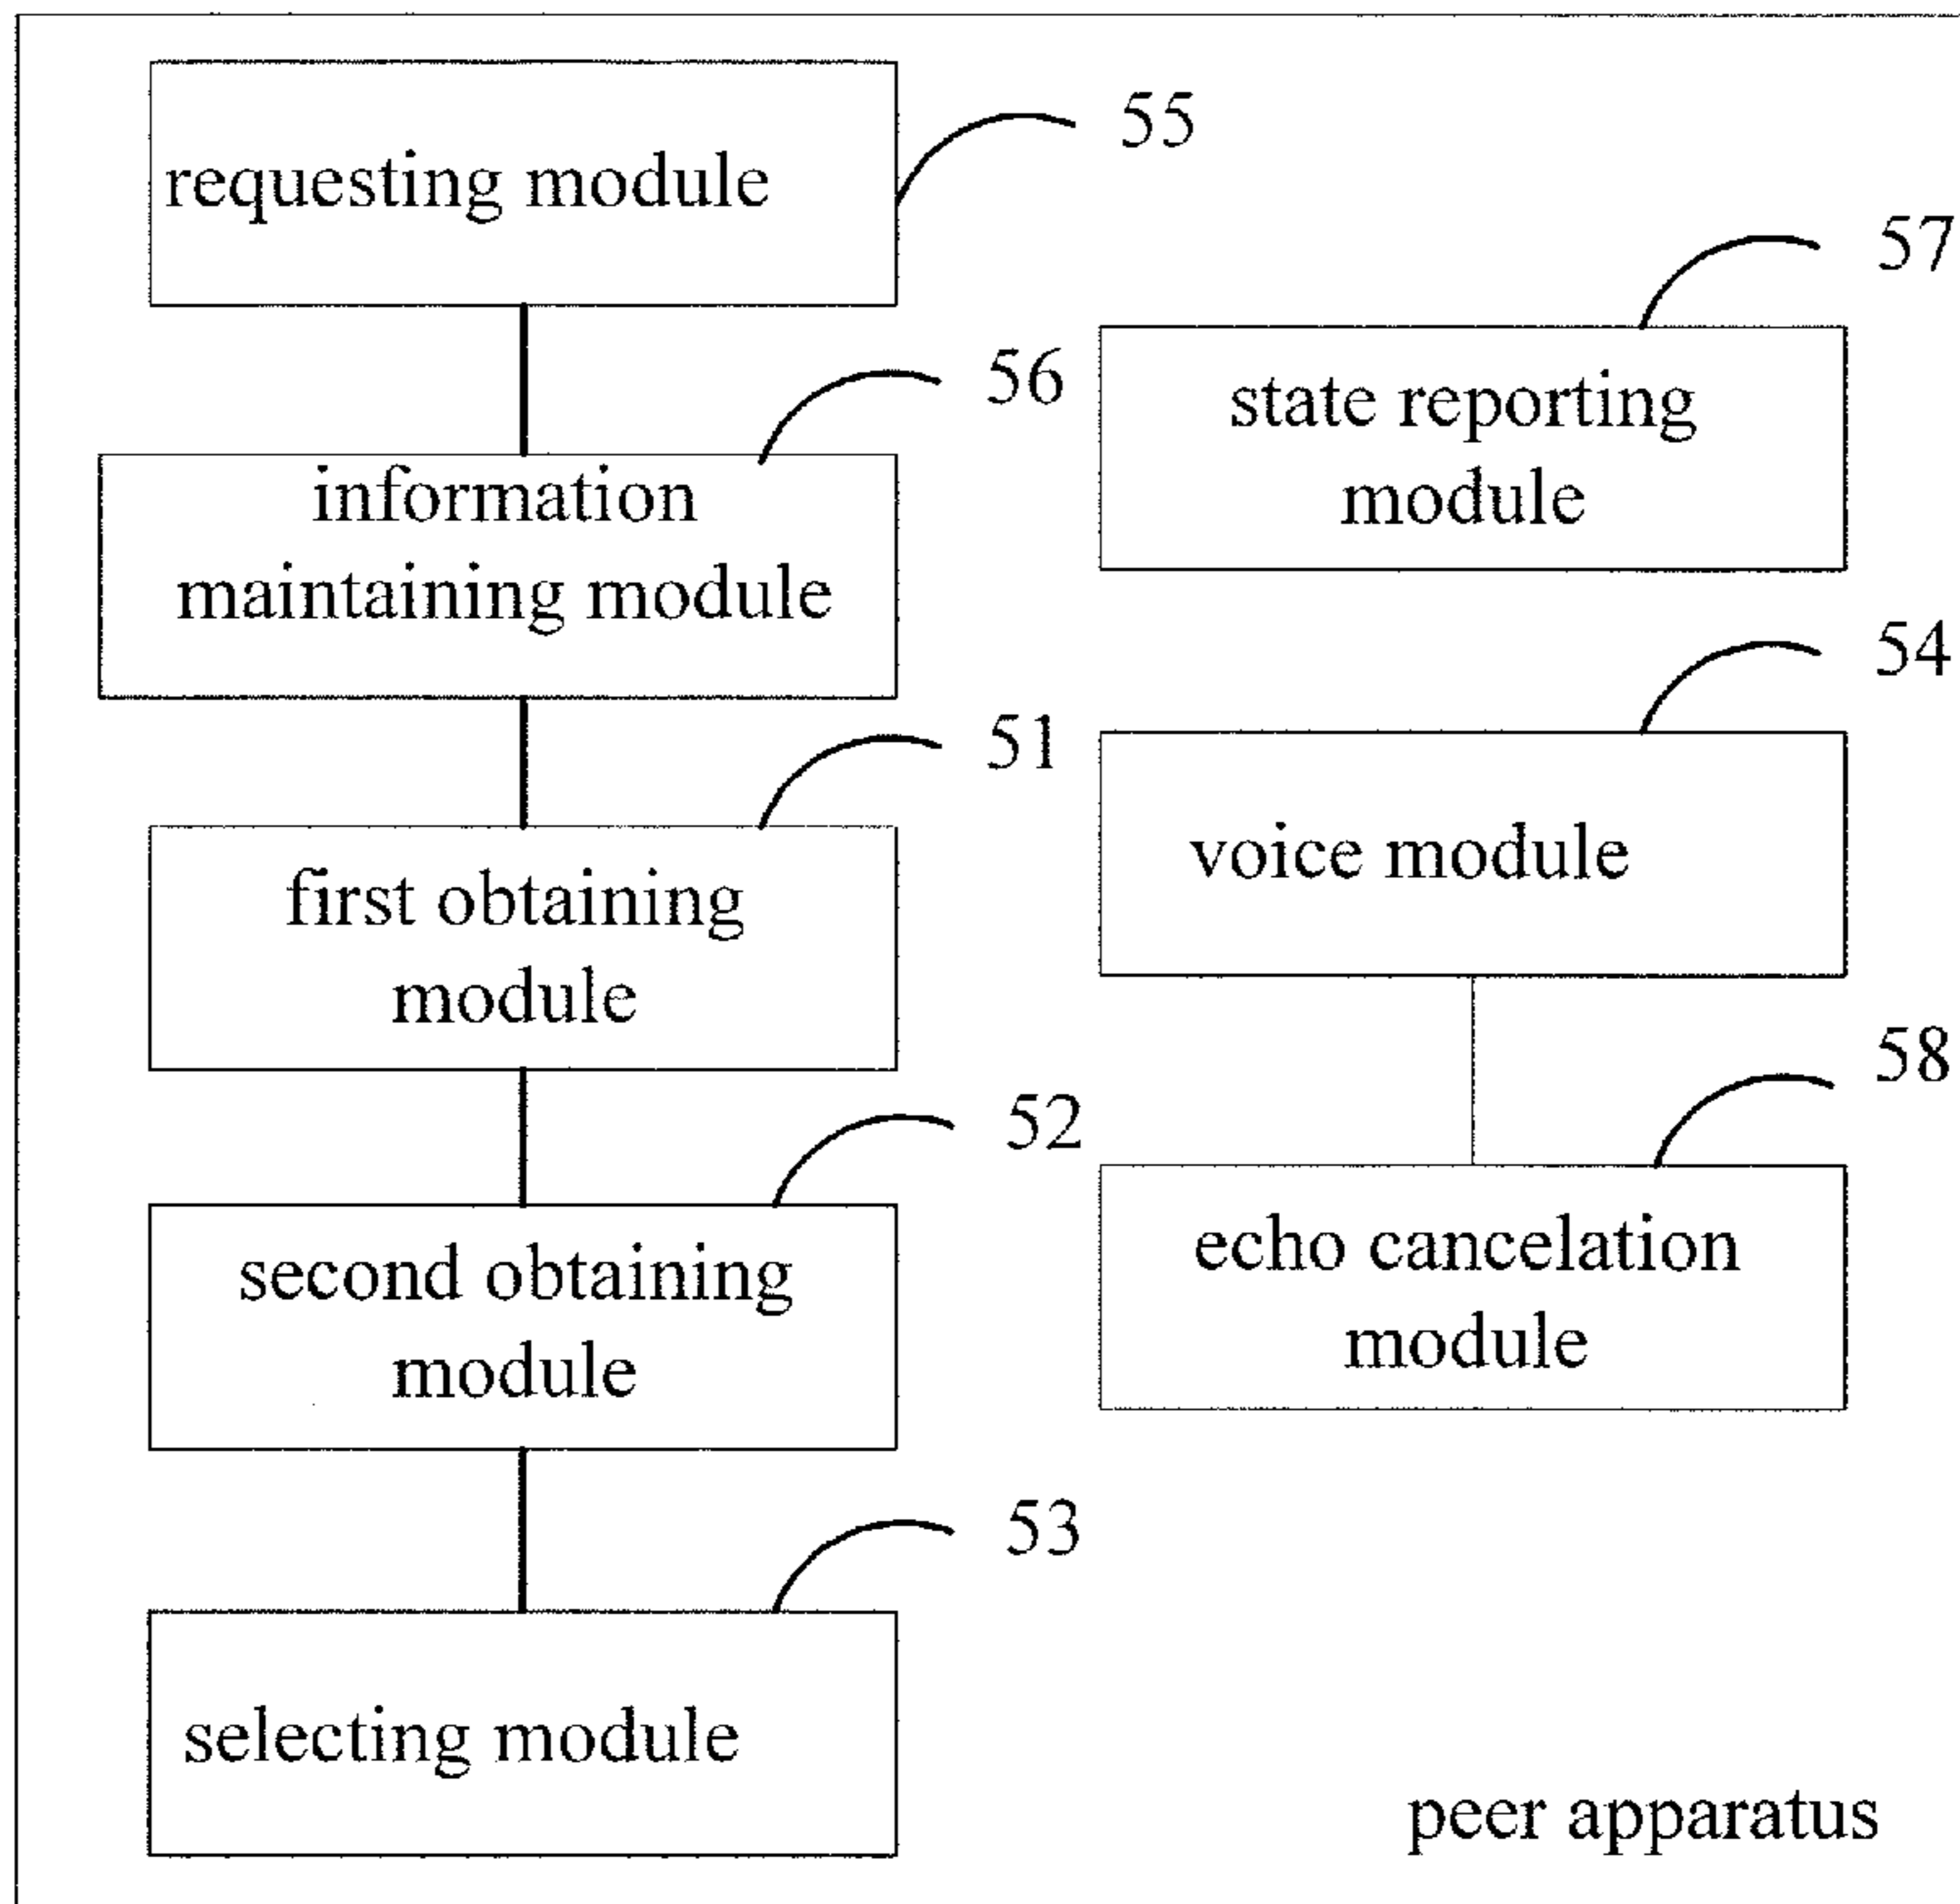 requesting module
55
information
maintaining module
56
first obtaining
module
51
second obtaining
module
52
selecting module
53
state reporting
module
57
voice module
54
echo cancelation
module
58
peer apparatus